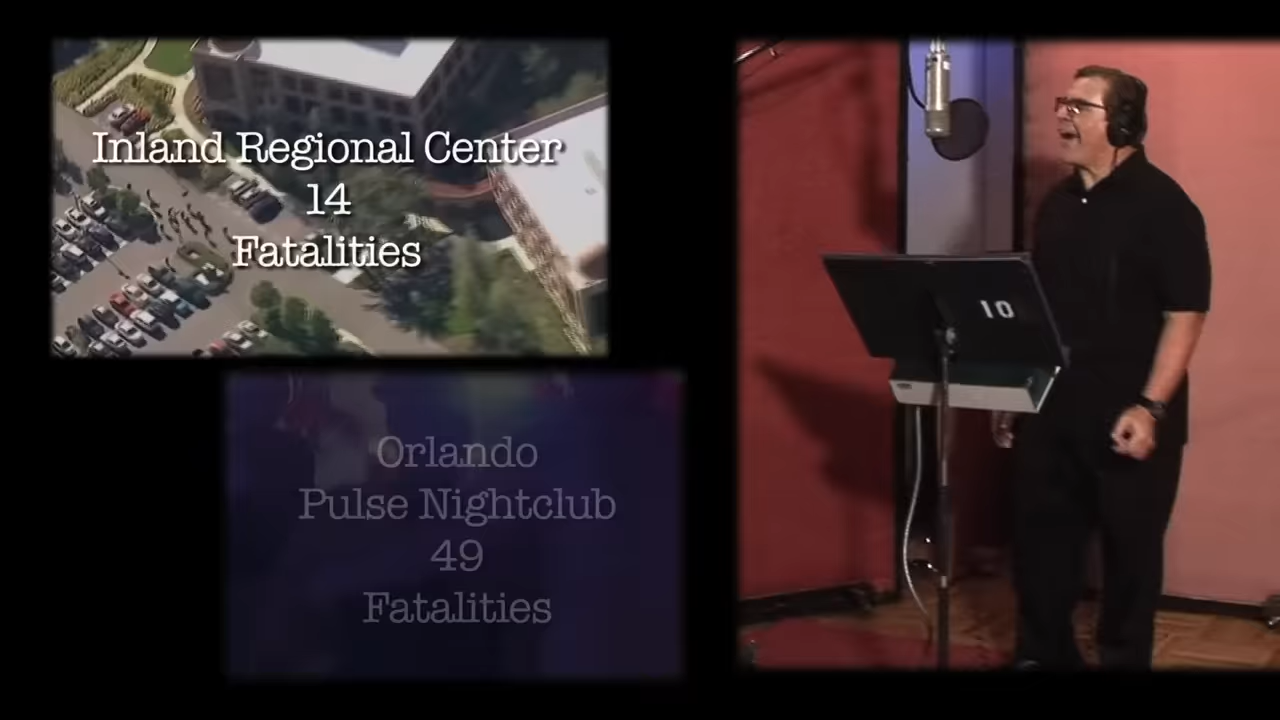 Inland Regional Center
14
Fatalities
Orlando
Pulse Nightclub
49
Fatalities
10